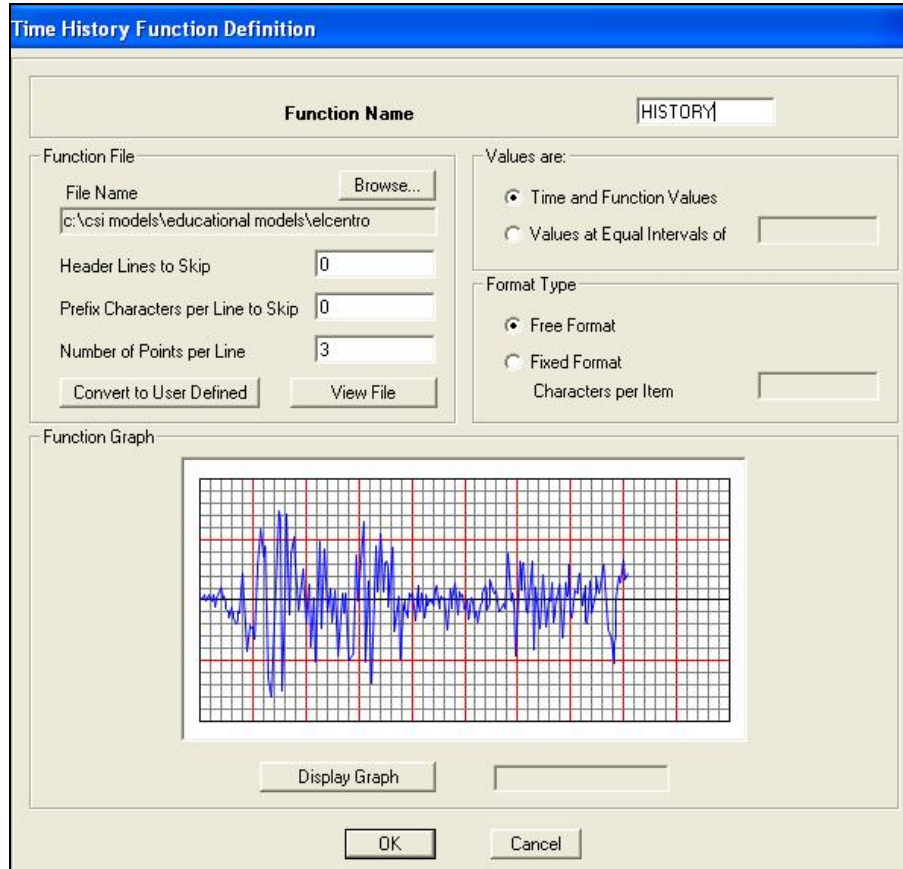 Time History Function Definition
Function Name
HISTORY
Function File
File Name
Browse...
c:\csi models\educational models\elcentro
Header Lines to Skip
0
Prefix Characters per Line to Skip
0
Number of Points per Line
3
Convert to User Defined
View File
Values are:
Time and Function Values
Values at Equal Intervals of
Format Type
Free Format
Fixed Format
Characters per Item
Function Graph
Display Graph
OK
Cancel